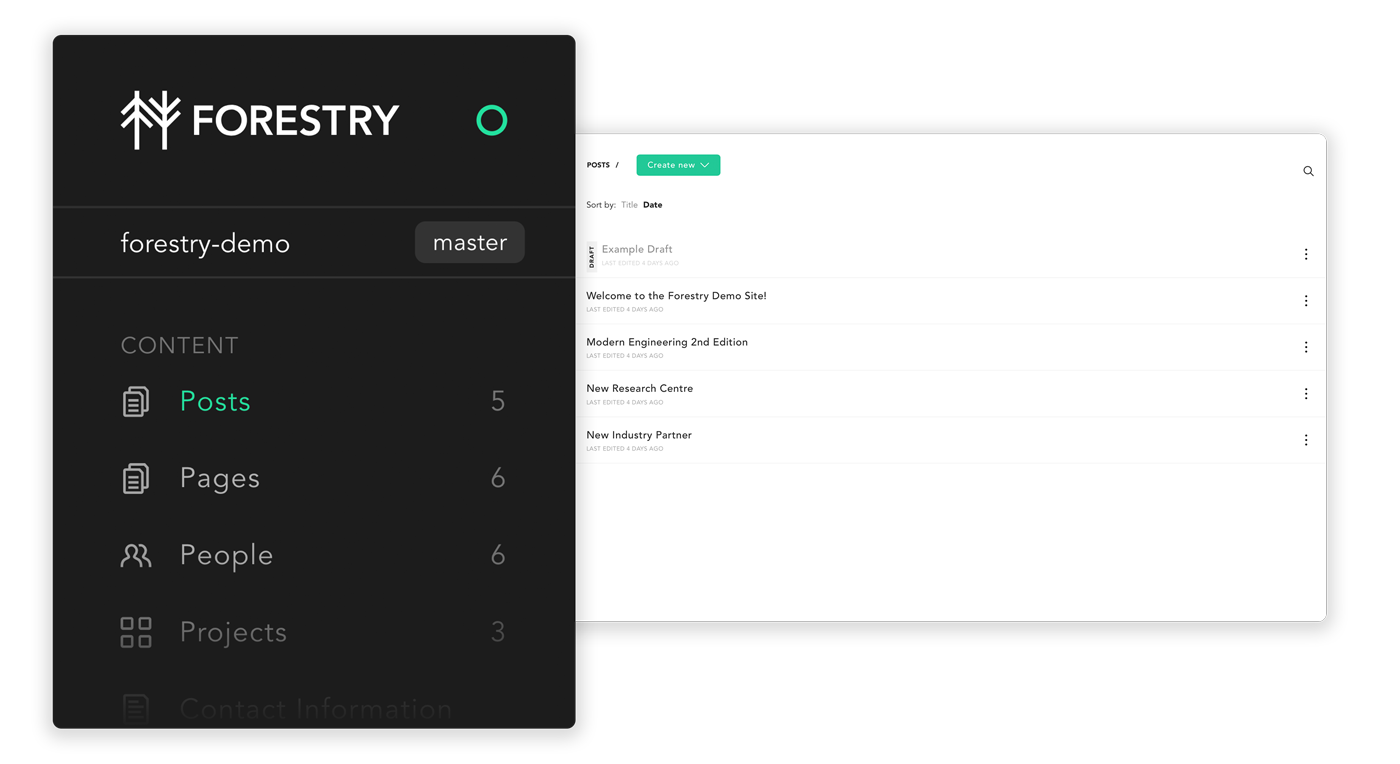 FORESTRY
forestry-demo master
CONTENT
Posts 5
Pages 6
People 6
Projects 3
Contact Information
POSTS / Create new
Sort by: Title Date
DRAFT
Example Draft
LAST EDITED 4 DAYS AGO
Welcome to the Forestry Demo Site!
LAST EDITED 4 DAYS AGO
Modern Engineering 2nd Edition
LAST EDITED 4 DAYS AGO
New Research Centre
LAST EDITED 4 DAYS AGO
New Industry Partner
LAST EDITED 4 DAYS AGO